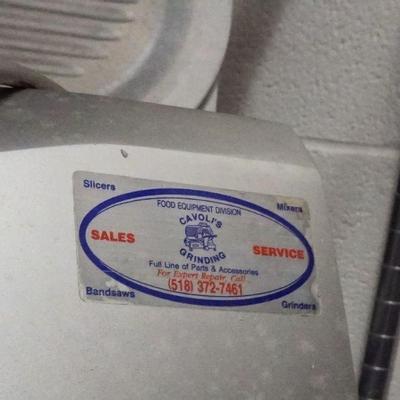 Slicers
Mixers
FOOD EQUIPMENT DIVISION
CAVOLI'S
SALES
SERVICE
GRINDING
Full Line of Parts & Accessories
For Expert Repair, Call
(518) 372-7461
Bandsaws
Grinders